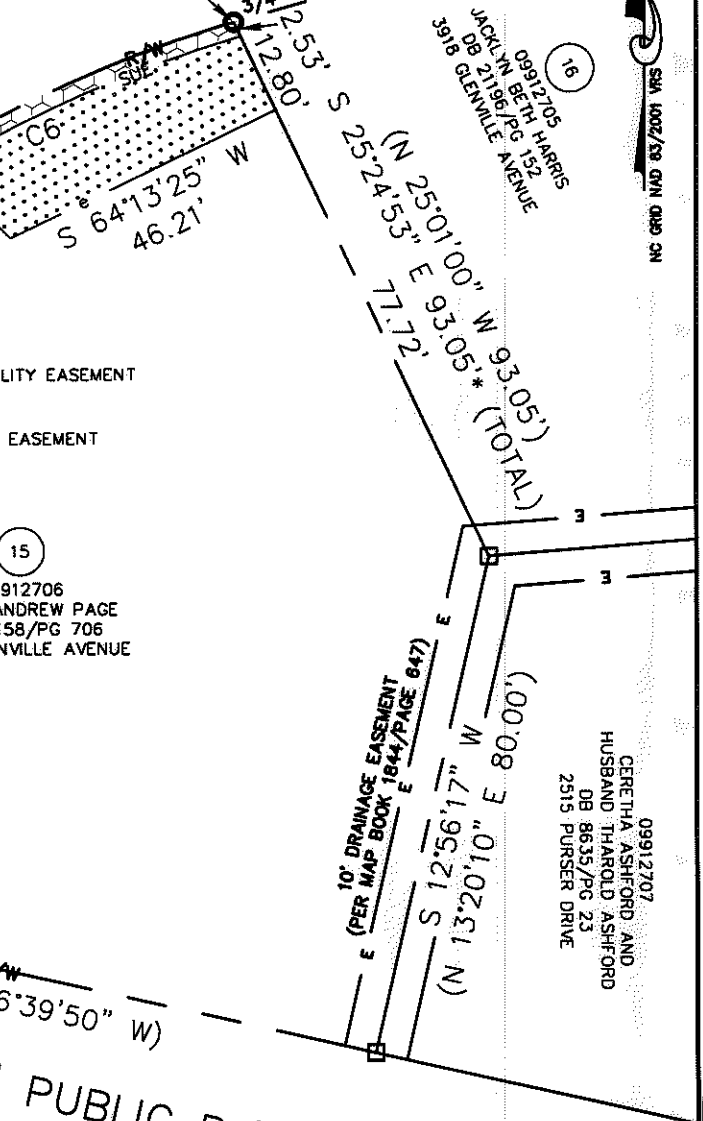 3/4
R/W
SUE
C6
2.53'
12.80'
S 64°13'25" W
46.21'
e
(N 25°01'00" W 93.05')
S 25°24'53" E 93.05'* (TOTAL)
77.72'
16
09912705
JACKLYN BETH HARRIS
DB 21196/PG 152
3918 GLENVILLE AVENUE
NC GRID NAD 83/2001 VRS
LITY EASEMENT
EASEMENT
15
912706
ANDREW PAGE
58/PG 706
NVILLE AVENUE
E
E
E
E
E
10' DRAINAGE EASEMENT
(PER MAP BOOK 1844/PAGE 647)
S 12°56'17" W
(N 13°20'10" E 80.00')
09912707
CERETHA ASHFORD AND
HUSBAND THAROLD ASHFORD
DB 8635/PG 23
2515 PURSER DRIVE
6°39'50" W)
PUBLIC